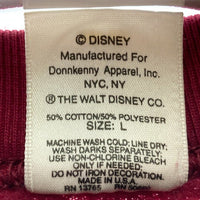 © DISNEY
Manufactured For
Donnkenny Apparel, Inc.
NYC, NY
® THE WALT DISNEY CO.
50% COTTON/50% POLYESTER
SIZE: L
MACHINE WASH COLD: LINE DRY.
WASH DARKS SEPARATELY.
USE NON-CHLORINE BLEACH
ONLY IF NECESSARY.
DO NOT IRON DECORATION.
MADE IN U.S.A.
RN 13765 RN